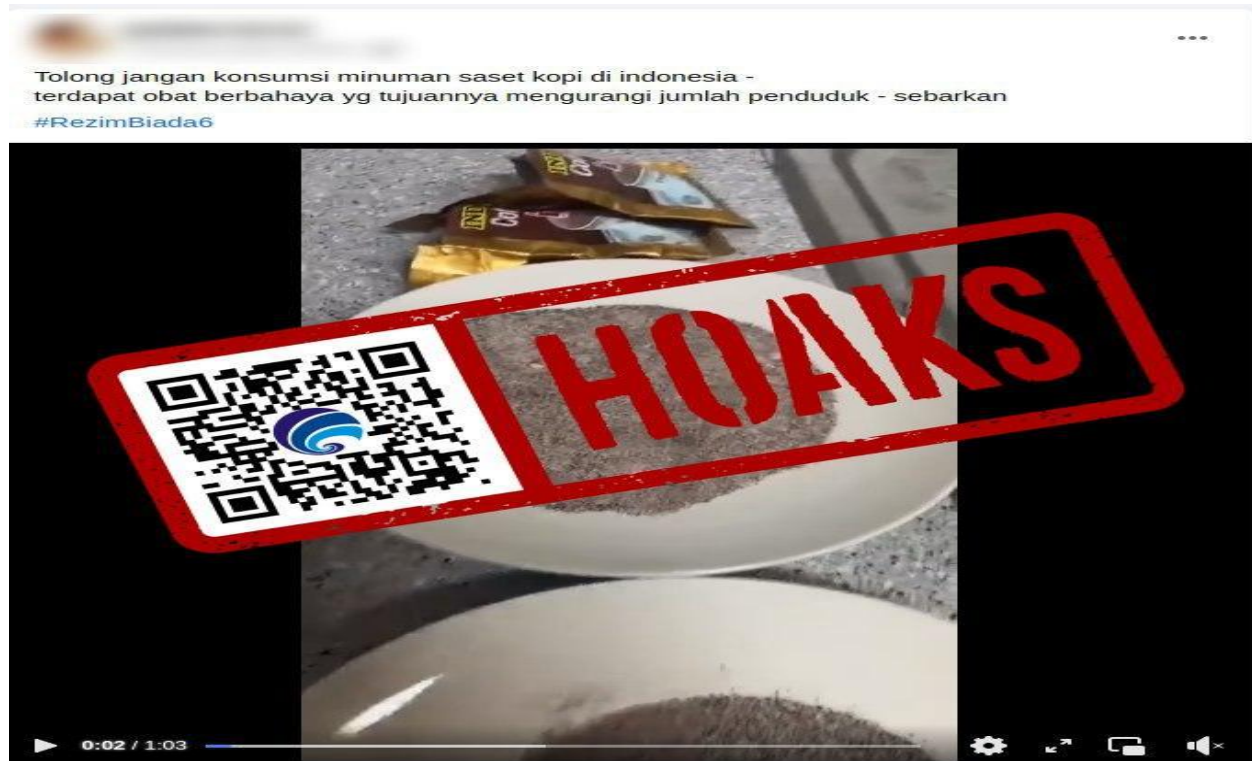 Tolong jangan konsumsi minuman saset kopi di indonesia -
terdapat obat berbahaya yg tujuannya mengurangi jumlah penduduk - sebarkan
#RezimBiada6
HOAKS
0:02 / 1:03